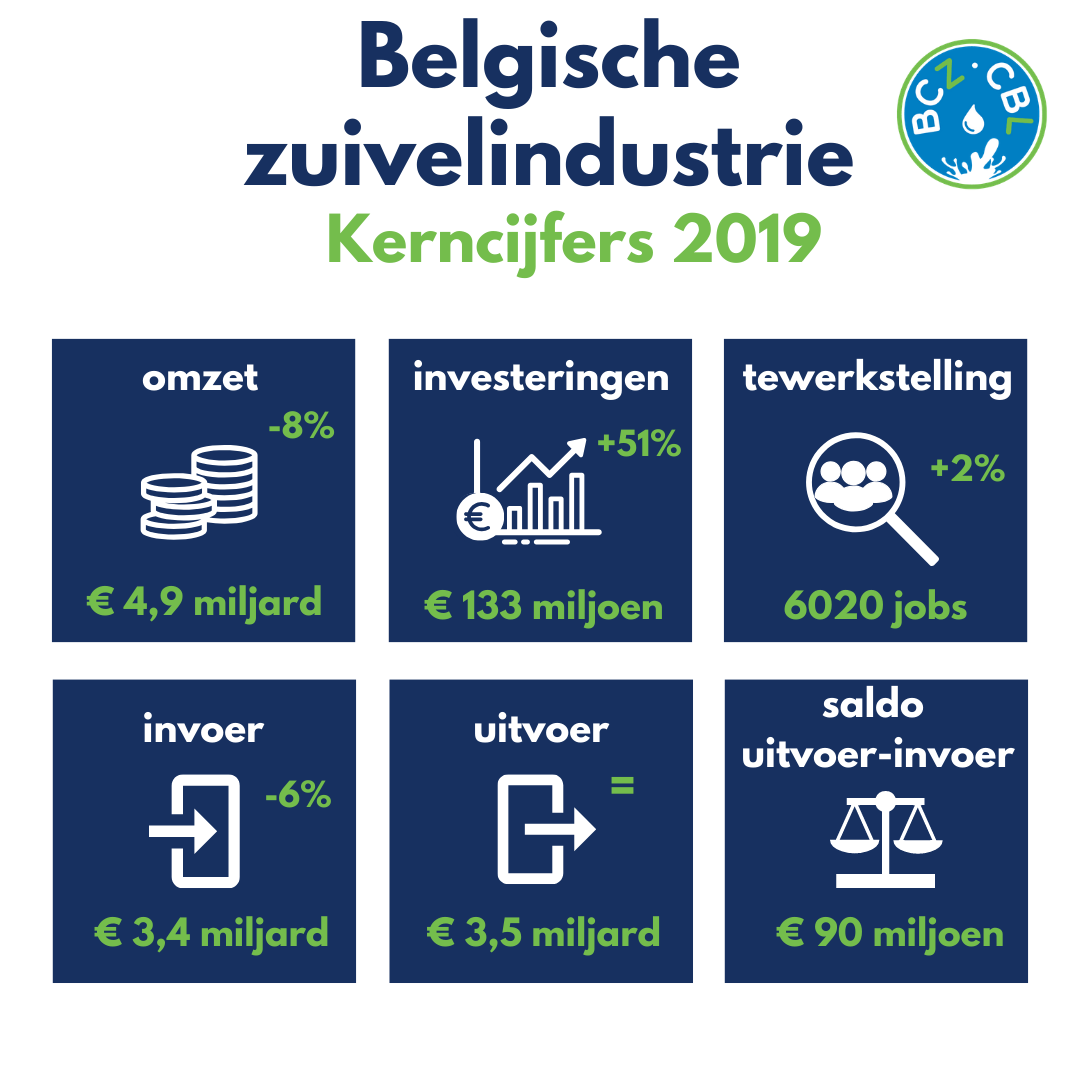 Belgische
zuivelindustrie
Kerncijfers 2019
BCZ·CBL
omzet
-8%
€ 4,9 miljard
investeringen
+51%
€
€ 133 miljoen
tewerkstelling
+2%
6020 jobs
invoer
-6%
€ 3,4 miljard
uitvoer
=
€ 3,5 miljard
saldo
uitvoer-invoer
€ 90 miljoen